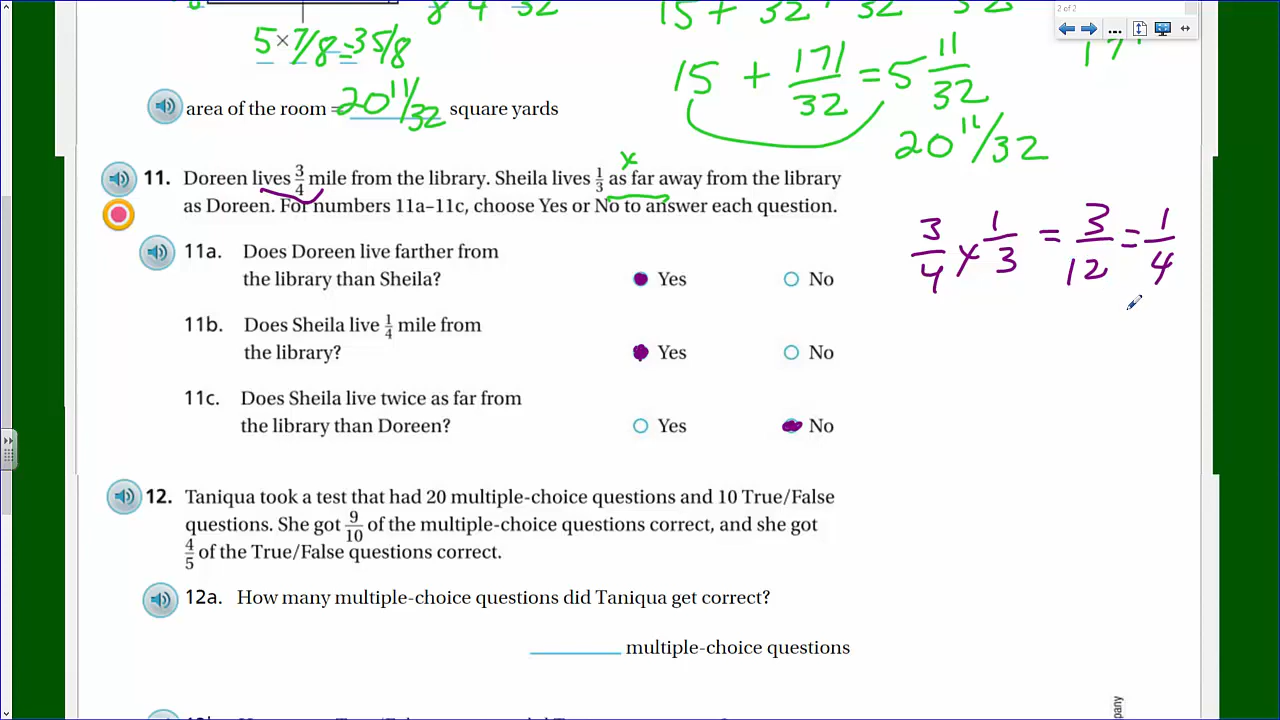 2 of 2
15 + 32
5 × 7/8 = 35/8
15 + 171/32 = 5 11/32
area of the room = 20 11/32 square yards
20 11/32
11. Doreen lives 3/4 mile from the library. Sheila lives 1/3 as far away from the library
x
as Doreen. For numbers 11a–11c, choose Yes or No to answer each question.
3/4 x 1/3 = 3/12 = 1/4
11a. Does Doreen live farther from
the library than Sheila? Yes No
11b. Does Sheila live 1/4 mile from
the library? Yes No
11c. Does Sheila live twice as far from
the library than Doreen? Yes No
12. Taniqua took a test that had 20 multiple-choice questions and 10 True/False
questions. She got 9/10 of the multiple-choice questions correct, and she got
4/5 of the True/False questions correct.
12a. How many multiple-choice questions did Taniqua get correct?
multiple-choice questions